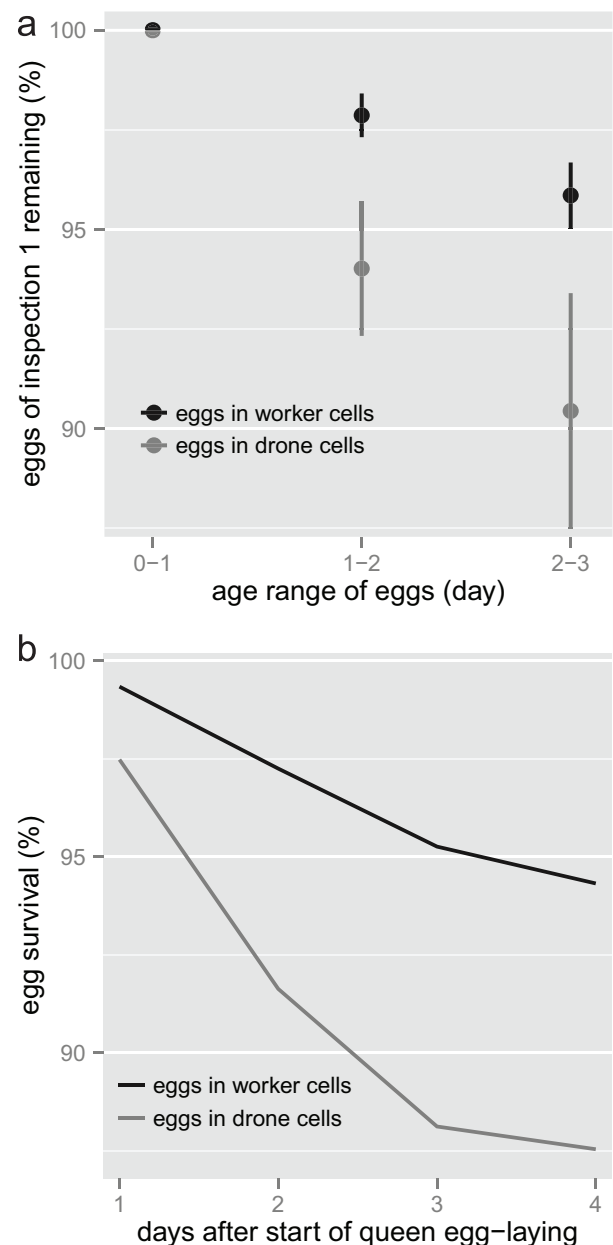 a
eggs of inspection 1 remaining (%)
100
95
90
eggs in worker cells
eggs in drone cells
0−1
1−2
2−3
age range of eggs (day)
b
egg survival (%)
100
95
90
eggs in worker cells
eggs in drone cells
1
2
3
4
days after start of queen egg−laying